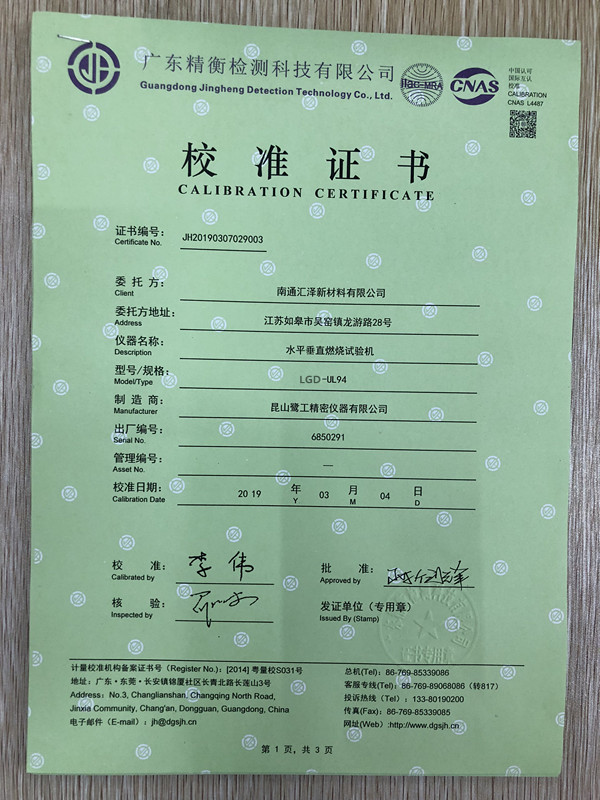 广东精衡检测科技有限公司
Guangdong Jingheng Detection Technology Co., Ltd.
ilac-MRA
CNAS
中国认可
国际互认
校准
CALIBRATION
CNAS L4487
校准证书
CALIBRATION CERTIFICATE
证书编号: JH20190307029003
Certificate No.
委托方: 南通汇泽新材料有限公司
Client
委托方地址: 江苏如皋市吴窑镇龙游路28号
Address
仪器名称: 水平垂直燃烧试验机
Description
型号/规格: LGD-UL94
Model/Type
制造商: 昆山鹭工精密仪器有限公司
Manufacturer
出厂编号: 6850291
Serial No.
管理编号: —
Asset No.
校准日期: 2019 年 03 月 04 日
Calibration Date Y M D
校准: 李伟
Calibrated by
批准:
Approved by
核验:
Inspected by
发证单位（专用章）
Issued By (Stamp)
计量校准机构备案证书号（Register No.）: [2014] 粤量校S031号
地址：广东·东莞·长安镇锦厦社区长青北路长莲山3号
Address：No.3, Changlianshan, Changqing North Road,
Jinxia Community, Chang'an, Dongguan, Guangdong, China
电子邮件（E-mail）: jh@dgsjh.cn
总机(Tel)：86-769-85339086
客服专线(Tel)：86-769-89068086（转817）
投诉热线（Tel）：133-80190200
传真(Fax)：86-769-85339085
网址(Web）:http://www.dgsjh.cn
第 1 页，共 3 页